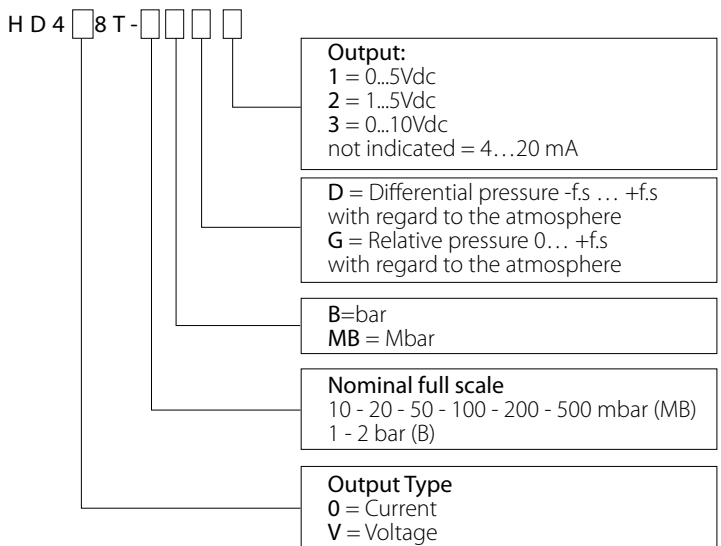 HD4 8T-
Output:
1 = 0...5Vdc
2 = 1...5Vdc
3 = 0...10Vdc
not indicated = 4…20 mA
D = Differential pressure -f.s … +f.s
with regard to the atmosphere
G = Relative pressure 0… +f.s
with regard to the atmosphere
B=bar
MB = Mbar
Nominal full scale
10 - 20 - 50 - 100 - 200 - 500 mbar (MB)
1 - 2 bar (B)
Output Type
0 = Current
V = Voltage